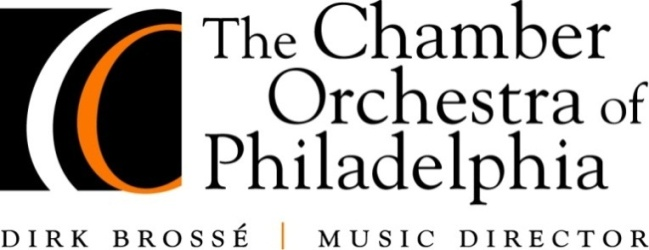 The Chamber
Orchestra of
Philadelphia
DIRK BROSSÉ | MUSIC DIRECTOR